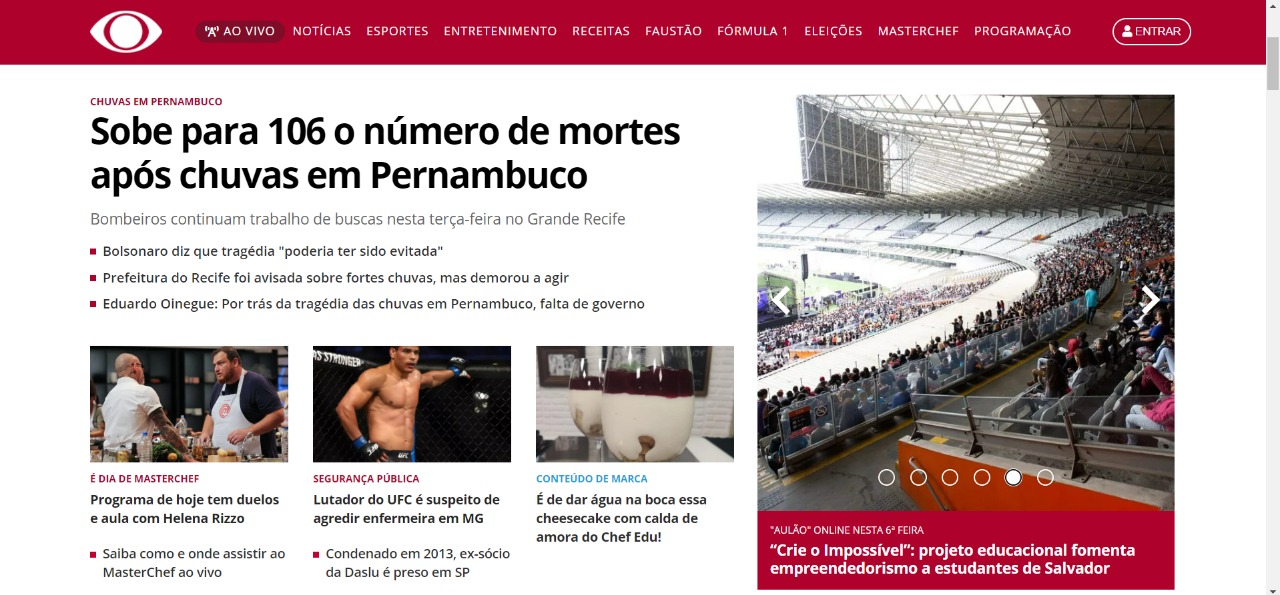 AO VIVO NOTÍCIAS ESPORTES ENTRETENIMENTO RECEITAS FAUSTÃO FÓRMULA 1 ELEIÇÕES MASTERCHEF PROGRAMAÇÃO ENTRAR
CHUVAS EM PERNAMBUCO
Sobe para 106 o número de mortes
após chuvas em Pernambuco
Bombeiros continuam trabalho de buscas nesta terça-feira no Grande Recife
Bolsonaro diz que tragédia "poderia ter sido evitada"
Prefeitura do Recife foi avisada sobre fortes chuvas, mas demorou a agir
Eduardo Oinegue: Por trás da tragédia das chuvas em Pernambuco, falta de governo
É DIA DE MASTERCHEF
Programa de hoje tem duelos
e aula com Helena Rizzo
Saiba como e onde assistir ao
MasterChef ao vivo
STRONGER
UFC
SEGURANÇA PÚBLICA
Lutador do UFC é suspeito de
agredir enfermeira em MG
Condenado em 2013, ex-sócio
da Daslu é preso em SP
CONTEÚDO DE MARCA
É de dar água na boca essa
cheesecake com calda de
amora do Chef Edu!
"AULÃO" ONLINE NESTA 6ª FEIRA
“Crie o Impossível”: projeto educacional fomenta
empreendedorismo a estudantes de Salvador